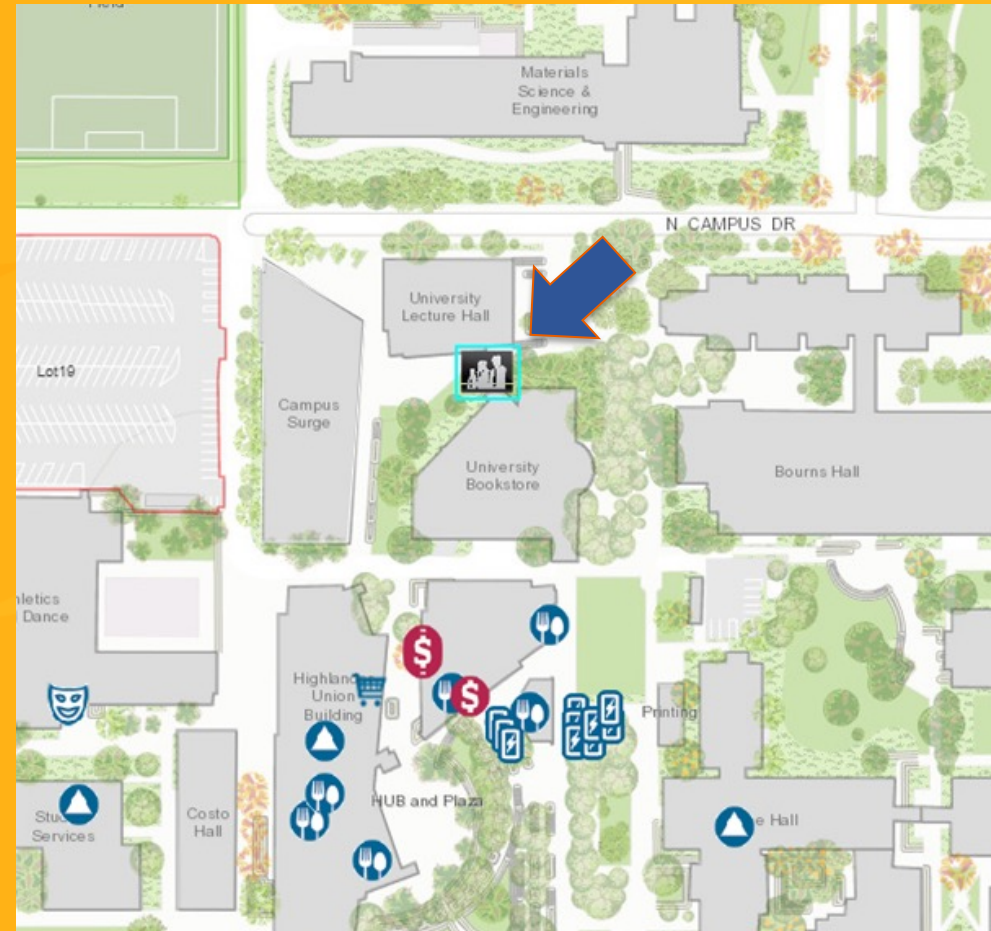 Materials
Science &
Engineering
N CAMPUS DR
University
Lecture Hall
Lot19
Campus
Surge
University
Bookstore
Bourns Hall
hletics
Dance
$
Highland
Union
Building
$
Printing
HUB and Plaza
Services
Costo
Hall
e Hall